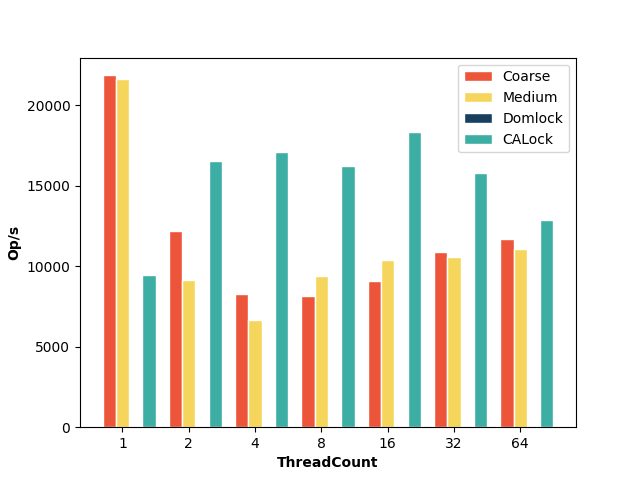 Coarse
Medium
Domlock
CALock
20000
15000
10000
5000
0
Op/s
1 2 4 8 16 32 64
ThreadCount